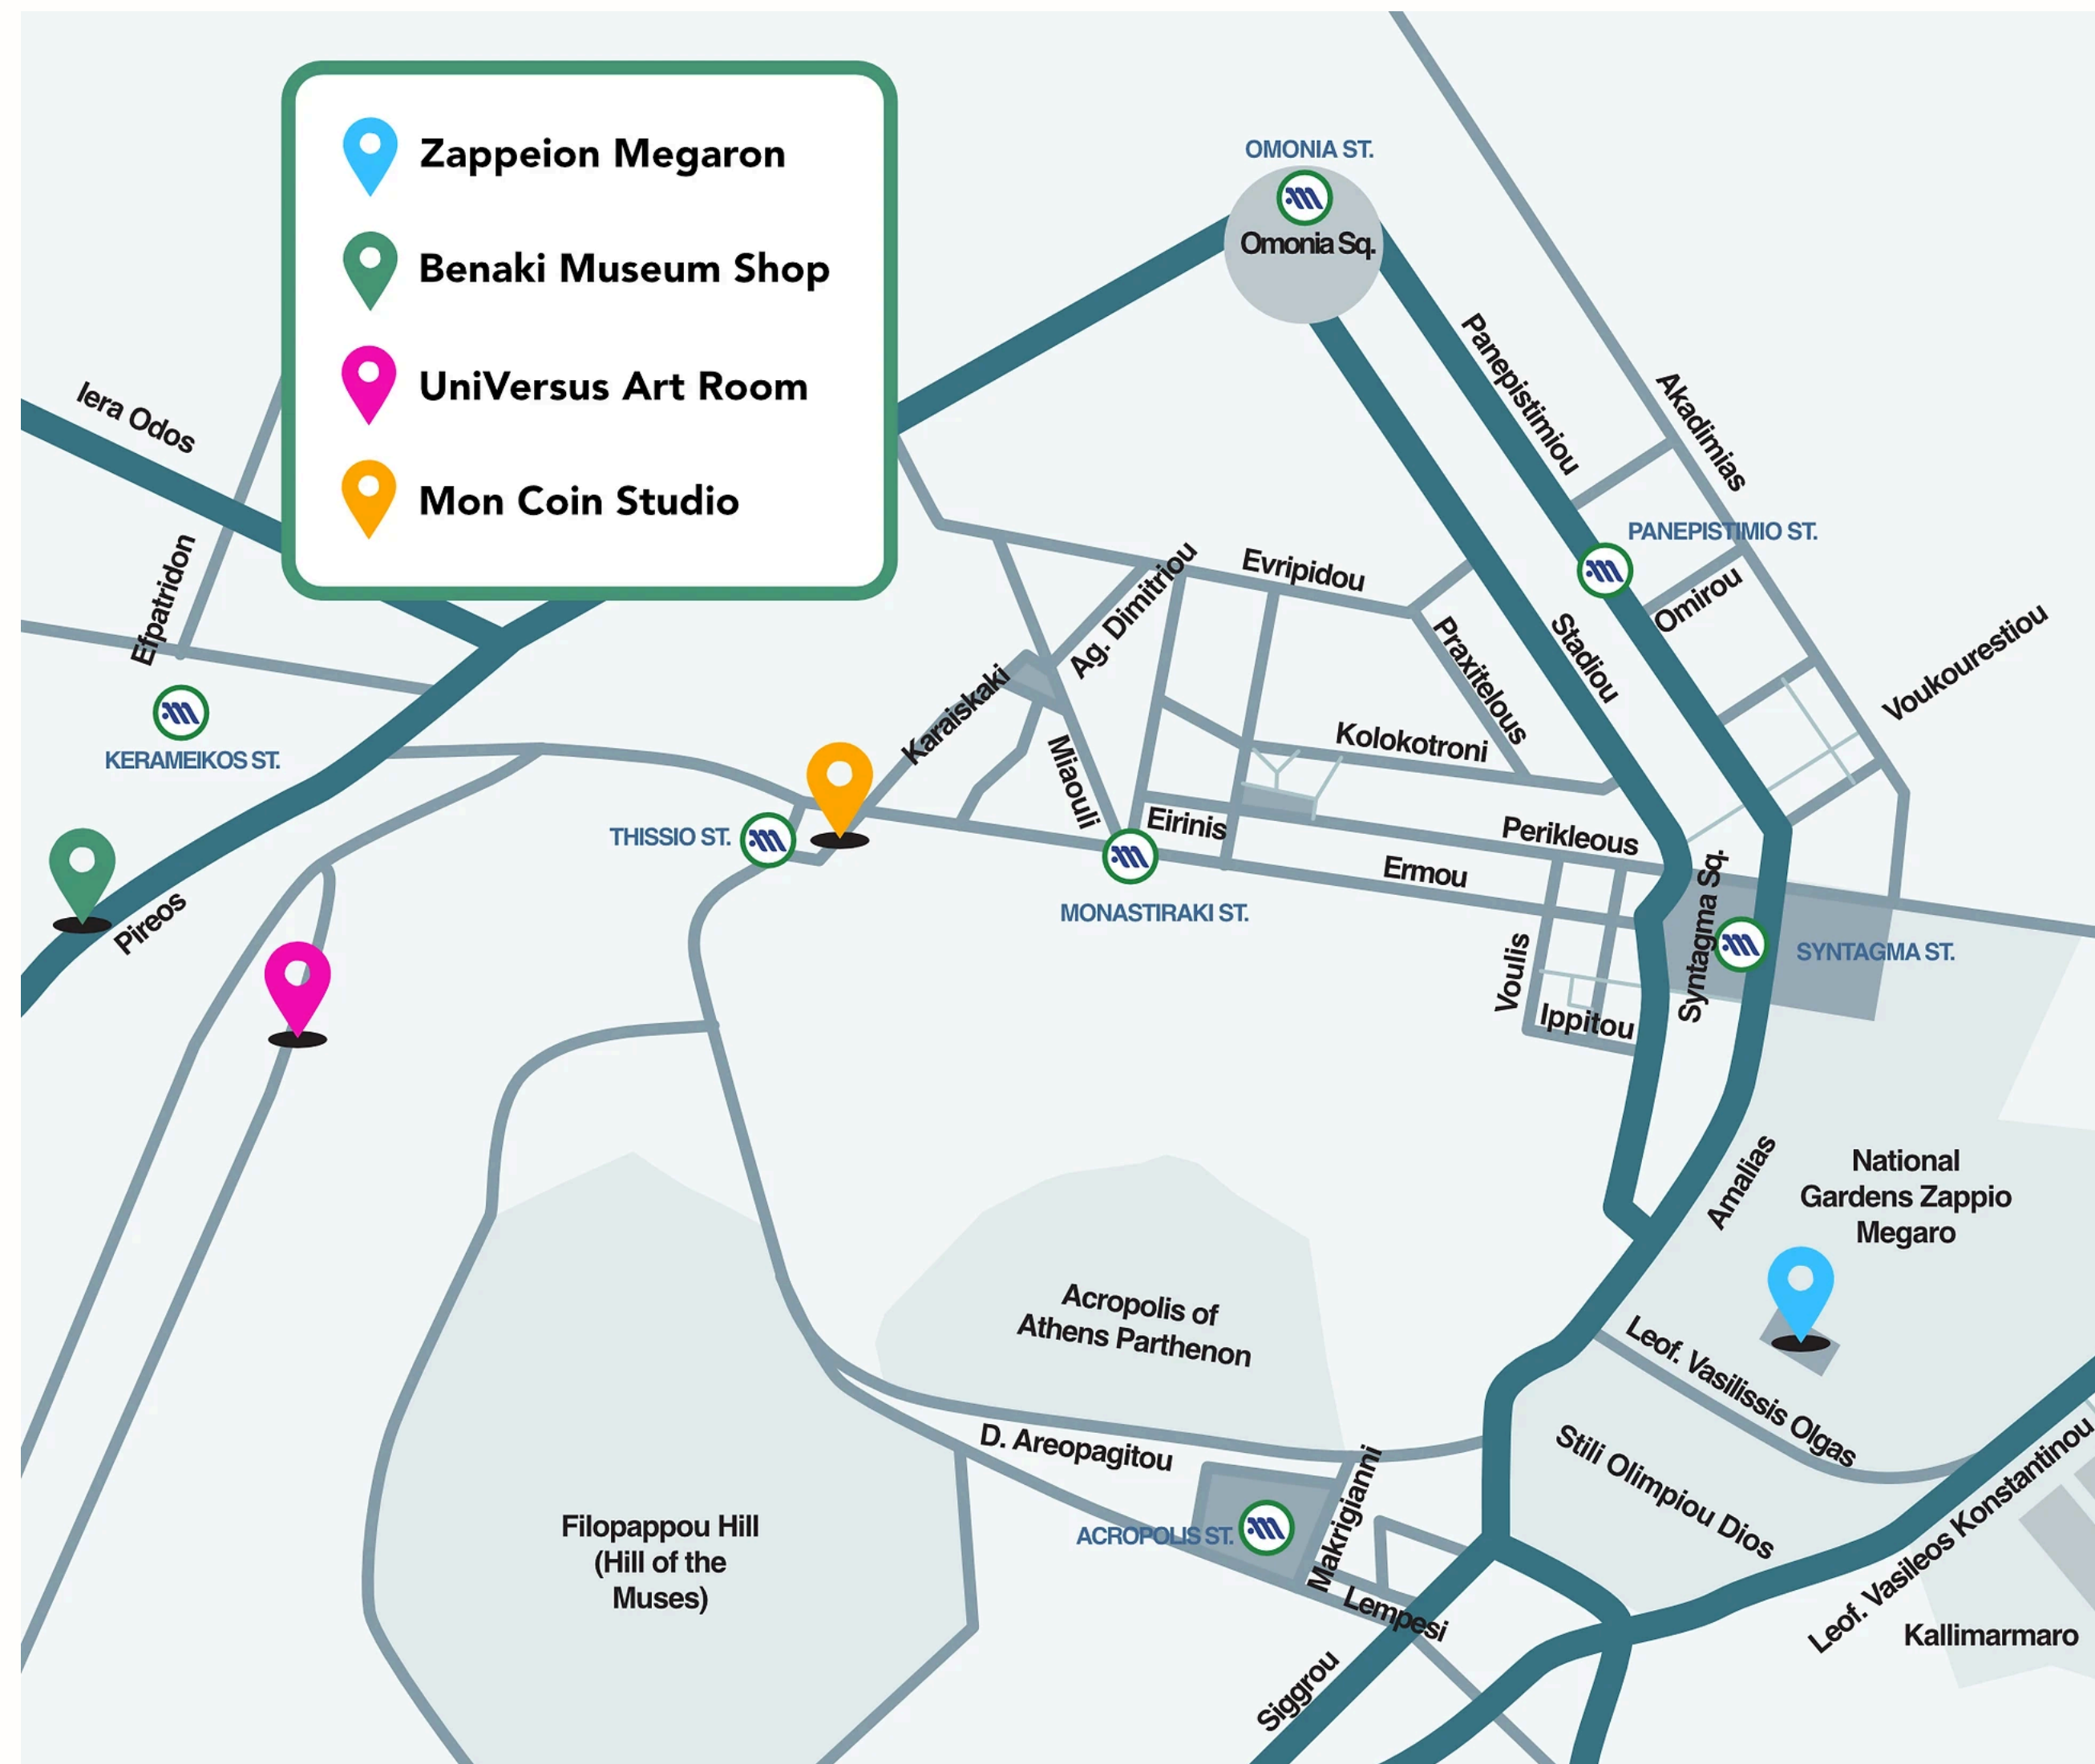 Zappeion Megaron
Benaki Museum Shop
UniVersus Art Room
Mon Coin Studio
OMONIA ST.
Omonia Sq.
Panepistimiou
Akadimias
Iera Odos
PANEPISTIMIO ST.
Efpatridon
Ag. Dimitriou
Evripidou
Omirou
Voukourestiou
Praxitelous
Stadiou
Karaiskaki
KERAMEIKOS ST.
Miaouli
Kolokotroni
THISSIO ST.
Eirinis
Perikleous
Ermou
MONASTIRAKI ST.
Pireos
Voulis
Syntagma Sq.
SYNTAGMA ST.
Ippitou
Amalias
National
Gardens Zappio
Megaro
Acropolis of
Athens Parthenon
Leof. Vasilissis Olgas
D. Areopagitou
Stili Olimpiou Dios
Leof. Vasileos Konstantinou
Makrigianni
ACROPOLIS ST.
Filopappou Hill
(Hill of the
Muses)
Lempesi
Kallimarmaro
Siggrou